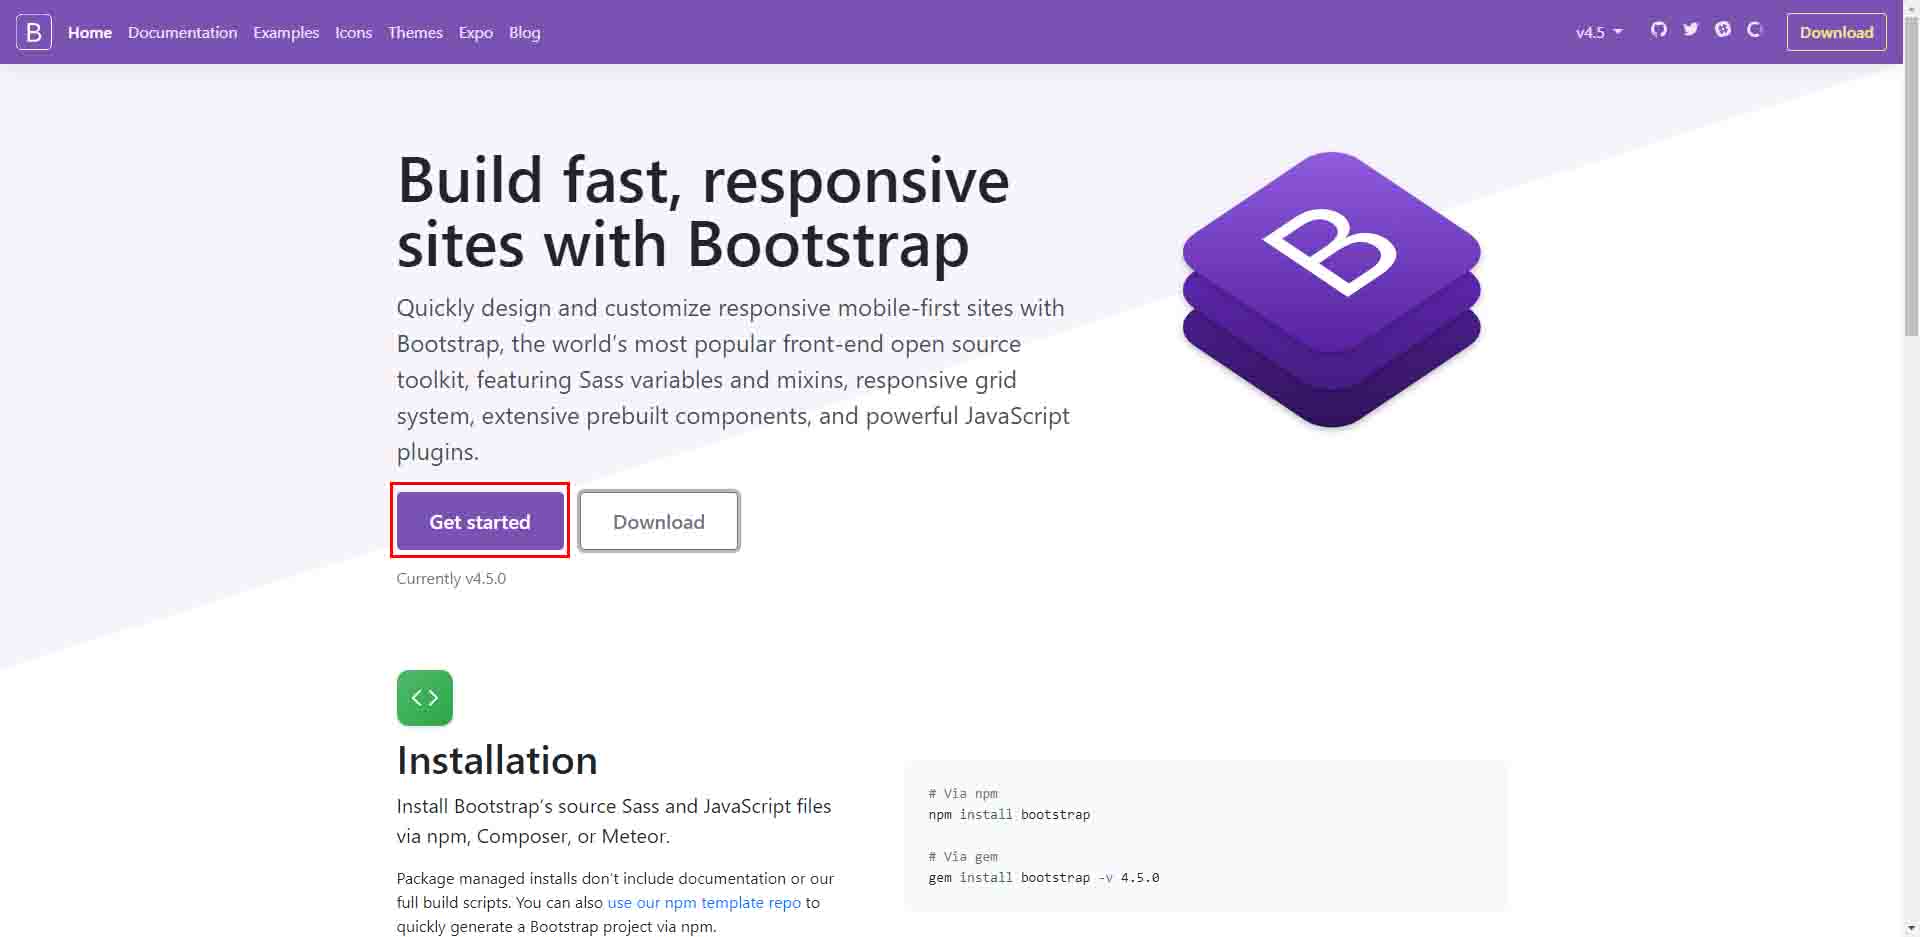 B Home Documentation Examples Icons Themes Expo Blog v4.5 Download
Build fast, responsive
sites with Bootstrap
B
Quickly design and customize responsive mobile-first sites with
Bootstrap, the world's most popular front-end open source
toolkit, featuring Sass variables and mixins, responsive grid
system, extensive prebuilt components, and powerful JavaScript
plugins.
Get started Download
Currently v4.5.0
<>
Installation
Install Bootstrap's source Sass and JavaScript files
via npm, Composer, or Meteor.
Package managed installs don't include documentation or our
full build scripts. You can also use our npm template repo to
quickly generate a Bootstrap project via npm.
# Via npm
npm install bootstrap
# Via gem
gem install bootstrap -v 4.5.0